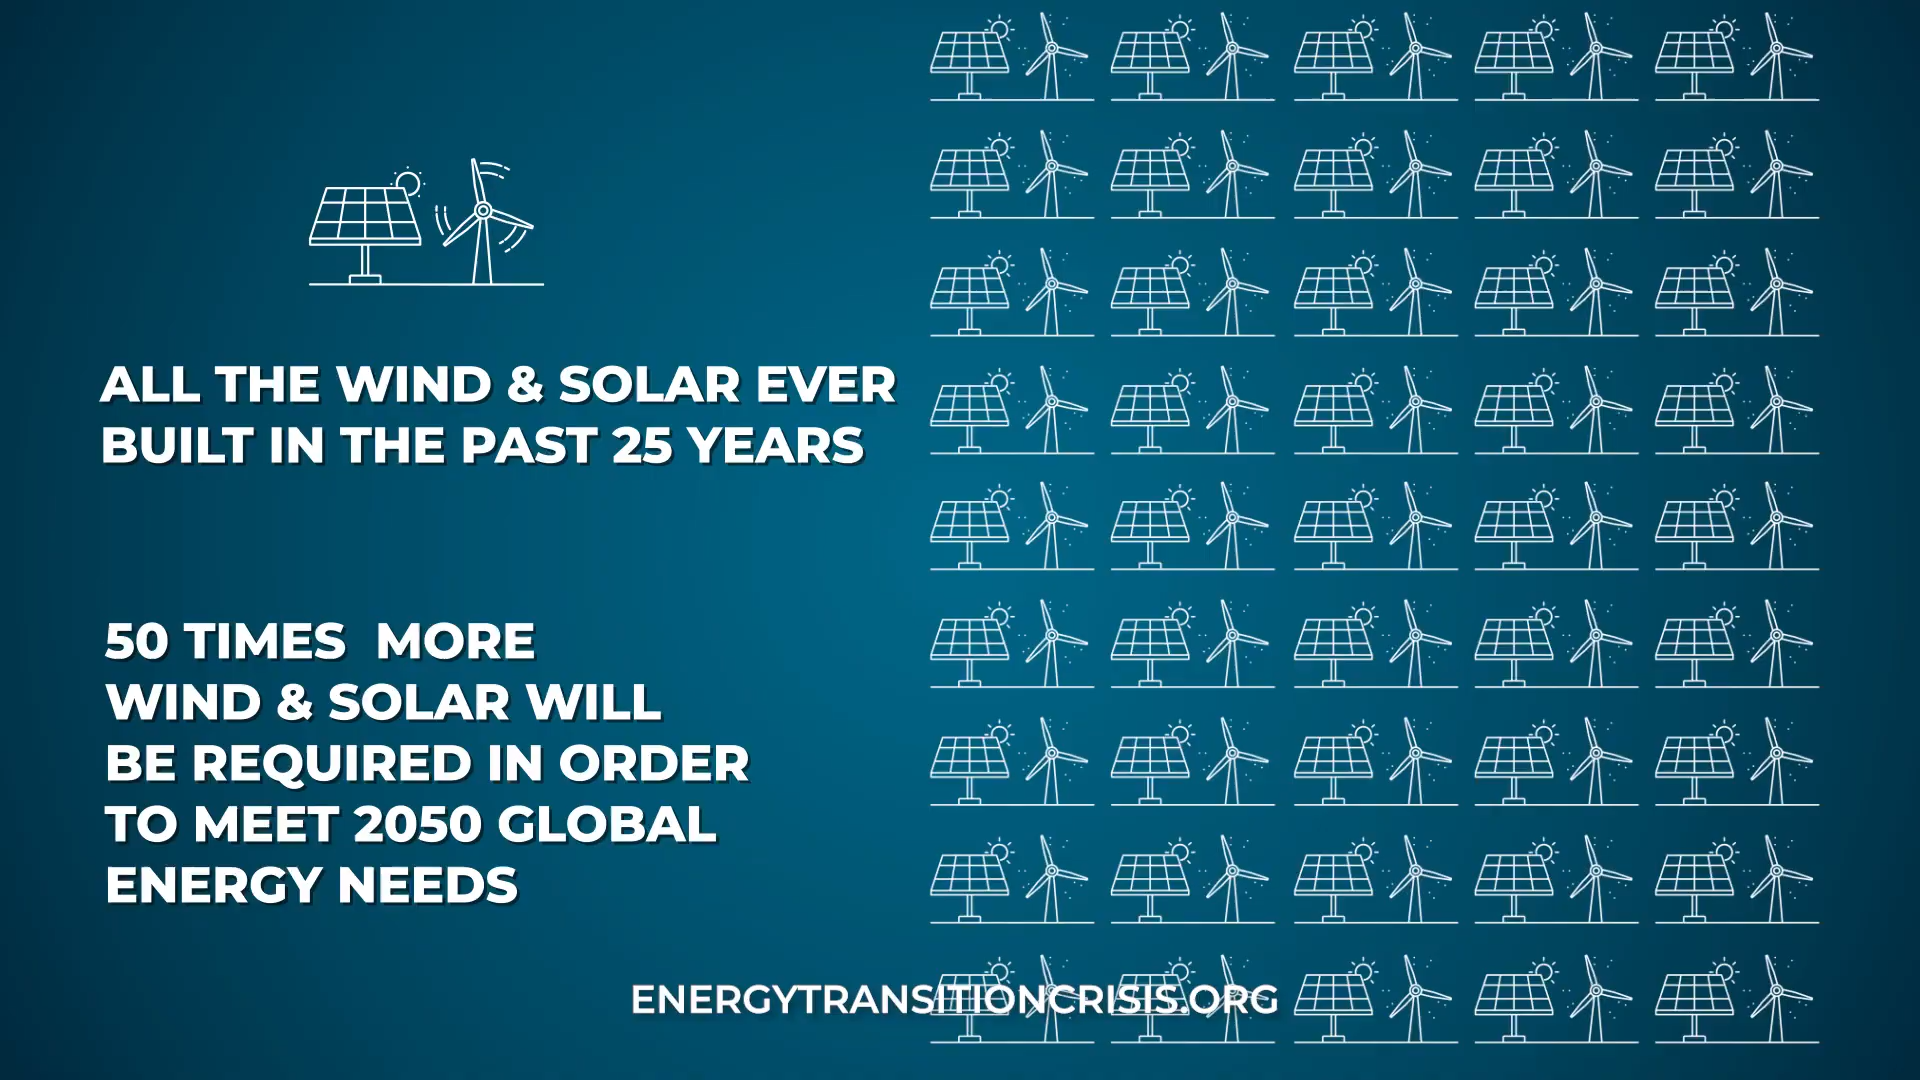 ALL THE WIND & SOLAR EVER
BUILT IN THE PAST 25 YEARS
50 TIMES  MORE
WIND & SOLAR WILL
BE REQUIRED IN ORDER
TO MEET 2050 GLOBAL
ENERGY NEEDS
ENERGYTRANSITIONCRISIS.ORG